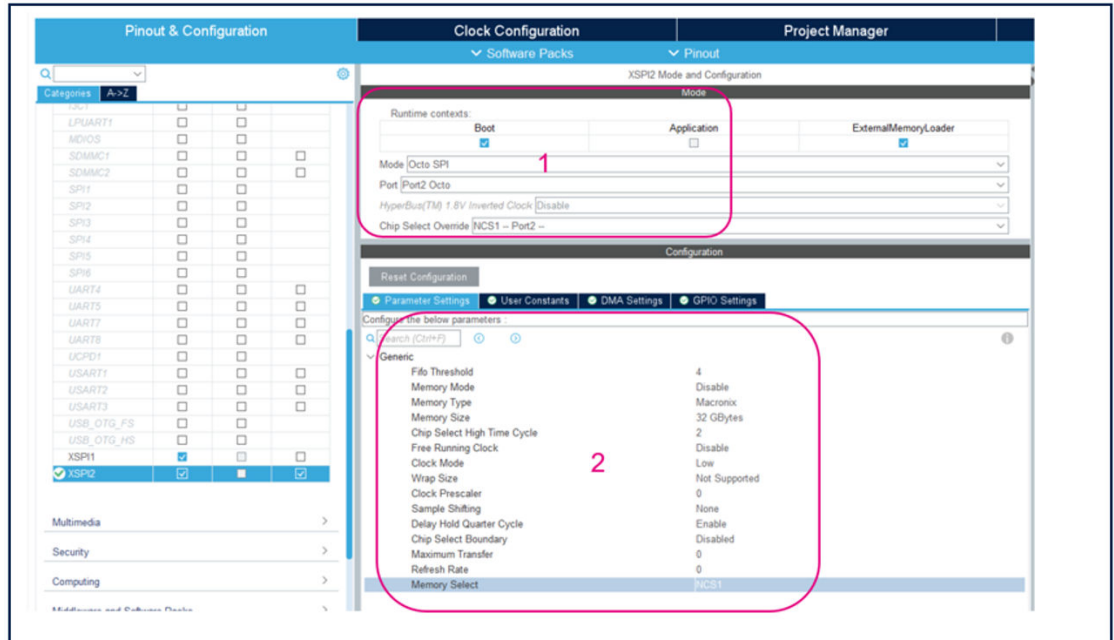 Pinout & Configuration
Clock Configuration
Project Manager
Software Packs
Pinout
Categories
A->Z
I3C1
LPUART1
MDIOS
SDMMC1
SDMMC2
SPI1
SPI2
SPI3
SPI4
SPI5
SPI6
UART4
UART5
UART7
UART8
UCPD1
USART1
USART2
USART3
USB_OTG_FS
USB_OTG_HS
XSPI1
XSPI2
Multimedia
Security
Computing
Middleware and Software Packs
XSPI2 Mode and Configuration
Mode
Runtime contexts:
Boot Application ExternalMemoryLoader
1
Mode Octo SPI
Port Port2 Octo
HyperBus(TM) 1.8V Inverted Clock Disable
Chip Select Override NCS1 -- Port2 --
Configuration
Reset Configuration
Parameter Settings
User Constants
DMA Settings
GPIO Settings
Configure the below parameters :
Search (Ctrl+F)
Generic
Fifo Threshold 4
Memory Mode Disable
Memory Type Macronix
Memory Size 32 GBytes
Chip Select High Time Cycle 2
Free Running Clock Disable
2
Clock Mode Low
Wrap Size Not Supported
Clock Prescaler 0
Sample Shifting None
Delay Hold Quarter Cycle Enable
Chip Select Boundary Disabled
Maximum Transfer 0
Refresh Rate 0
Memory Select NCS1